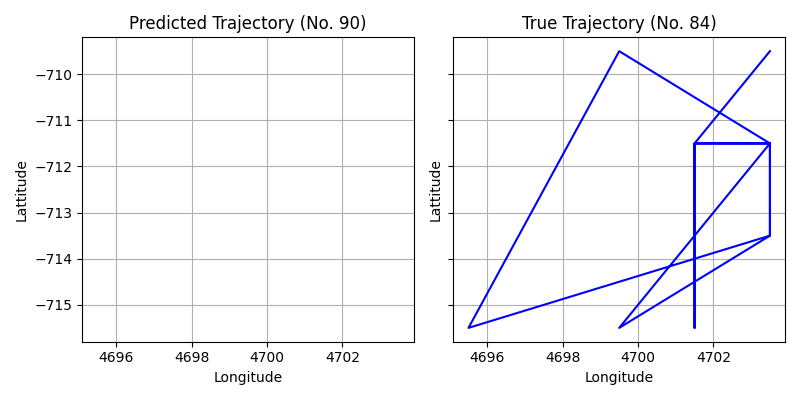 Predicted Trajectory (No. 90)
True Trajectory (No. 84)
−710
−711
−712
−713
−714
−715
Lattitude
Lattitude
4696 4698 4700 4702
4696 4698 4700 4702
Longitude
Longitude